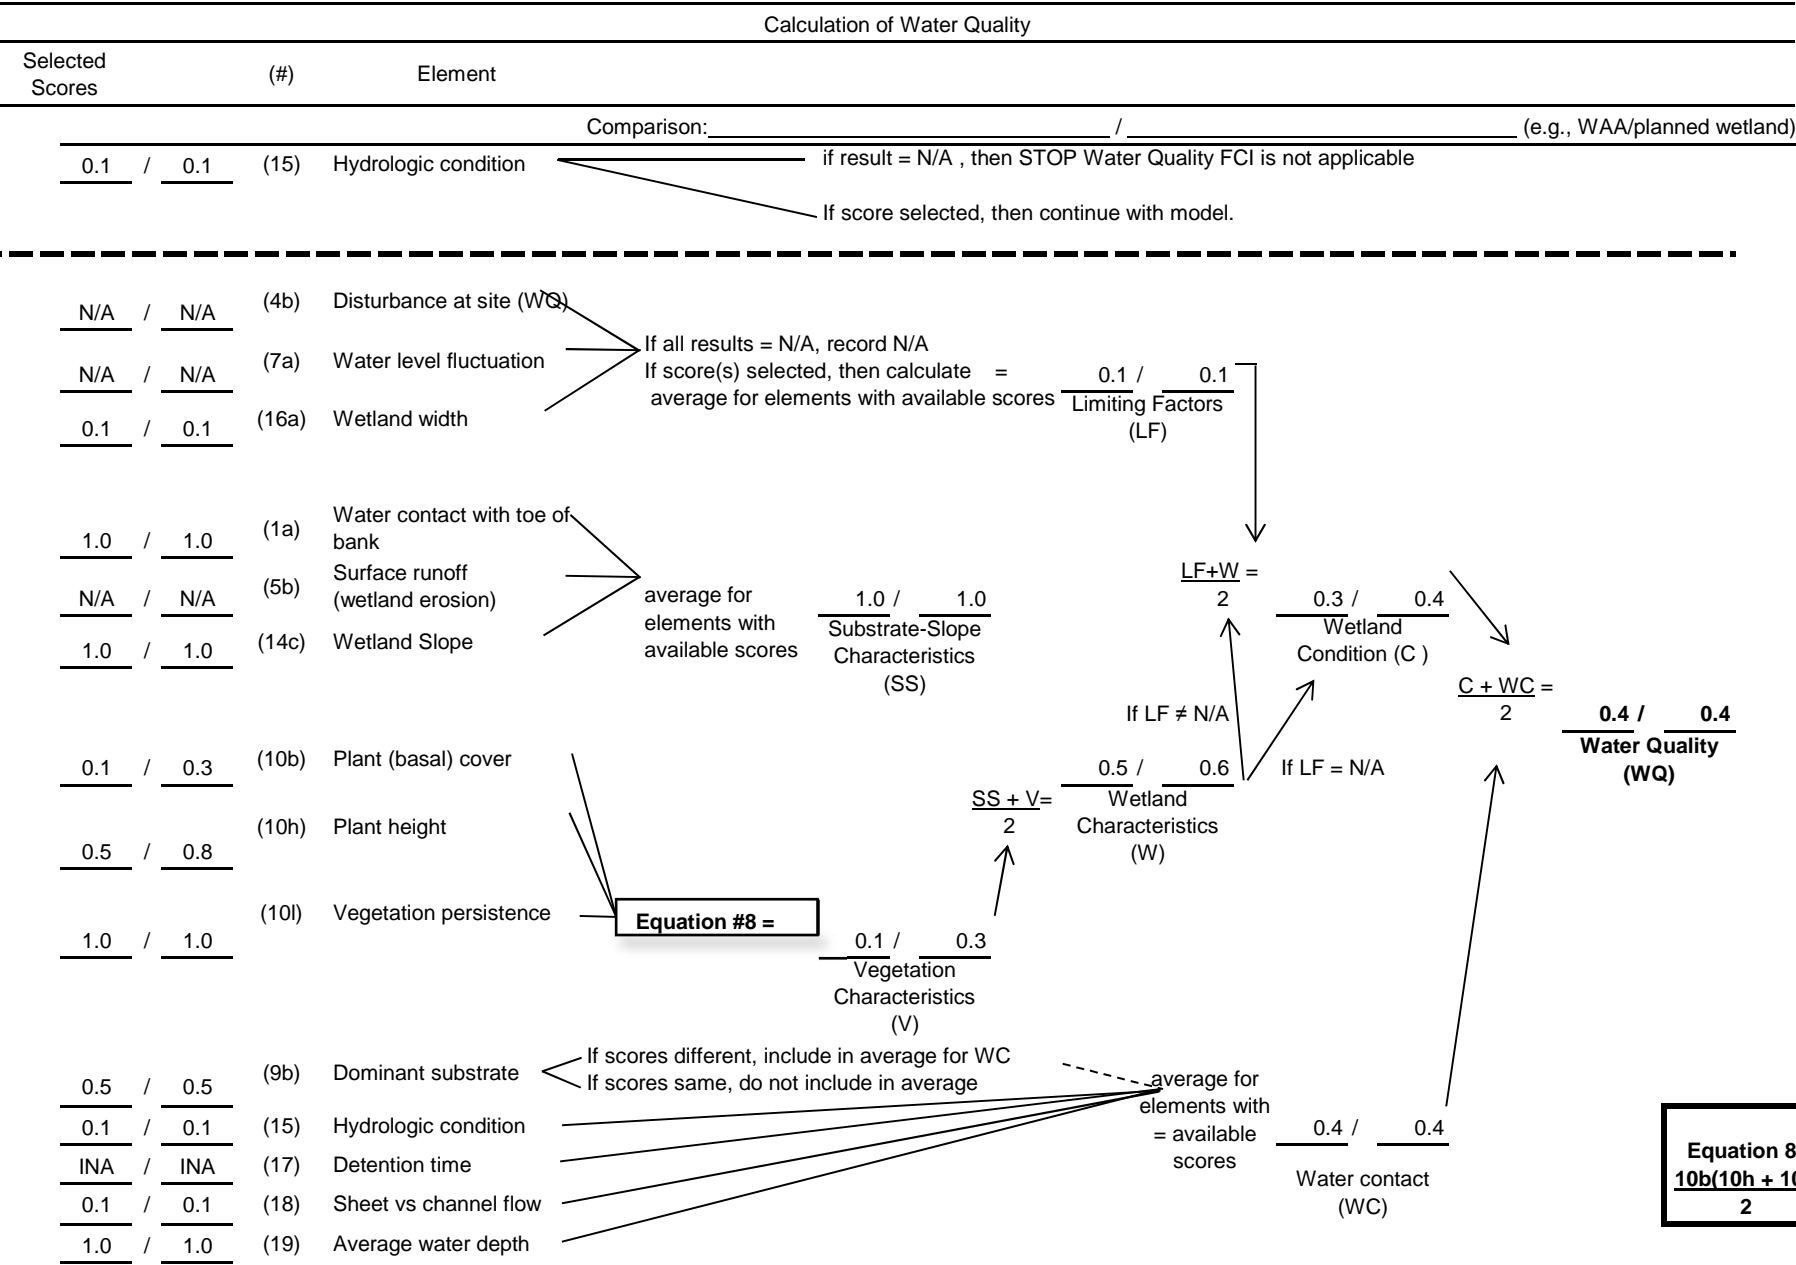 Calculation of Water Quality
Selected Scores (#) Element
Comparison: / (e.g., WAA/planned wetland)
0.1 / 0.1 (15) Hydrologic condition if result = N/A , then STOP Water Quality FCI is not applicable
If score selected, then continue with model.
N/A / N/A (4b) Disturbance at site (WQ)
N/A / N/A (7a) Water level fluctuation
0.1 / 0.1 (16a) Wetland width
If all results = N/A, record N/A
If score(s) selected, then calculate =
average for elements with available scores
0.1 / 0.1
Limiting Factors
(LF)
1.0 / 1.0 (1a) Water contact with toe of
bank
N/A / N/A (5b) Surface runoff
(wetland erosion)
1.0 / 1.0 (14c) Wetland Slope
average for
elements with
available scores
1.0 / 1.0
Substrate-Slope
Characteristics
(SS)
LF+W =
2
0.3 / 0.4
Wetland
Condition (C )
If LF ≠ N/A
If LF = N/A
C + WC =
2
0.4 / 0.4
Water Quality
(WQ)
0.1 / 0.3 (10b) Plant (basal) cover
0.5 / 0.8 (10h) Plant height
1.0 / 1.0 (10l) Vegetation persistence
SS + V=
2
0.5 / 0.6
Wetland
Characteristics
(W)
Equation #8 =
0.1 / 0.3
Vegetation
Characteristics
(V)
0.5 / 0.5 (9b) Dominant substrate
If scores different, include in average for WC
If scores same, do not include in average
0.1 / 0.1 (15) Hydrologic condition
INA / INA (17) Detention time
0.1 / 0.1 (18) Sheet vs channel flow
1.0 / 1.0 (19) Average water depth
average for
elements with
= available
scores
0.4 / 0.4
Water contact
(WC)
Equation 8
10b(10h + 10
2